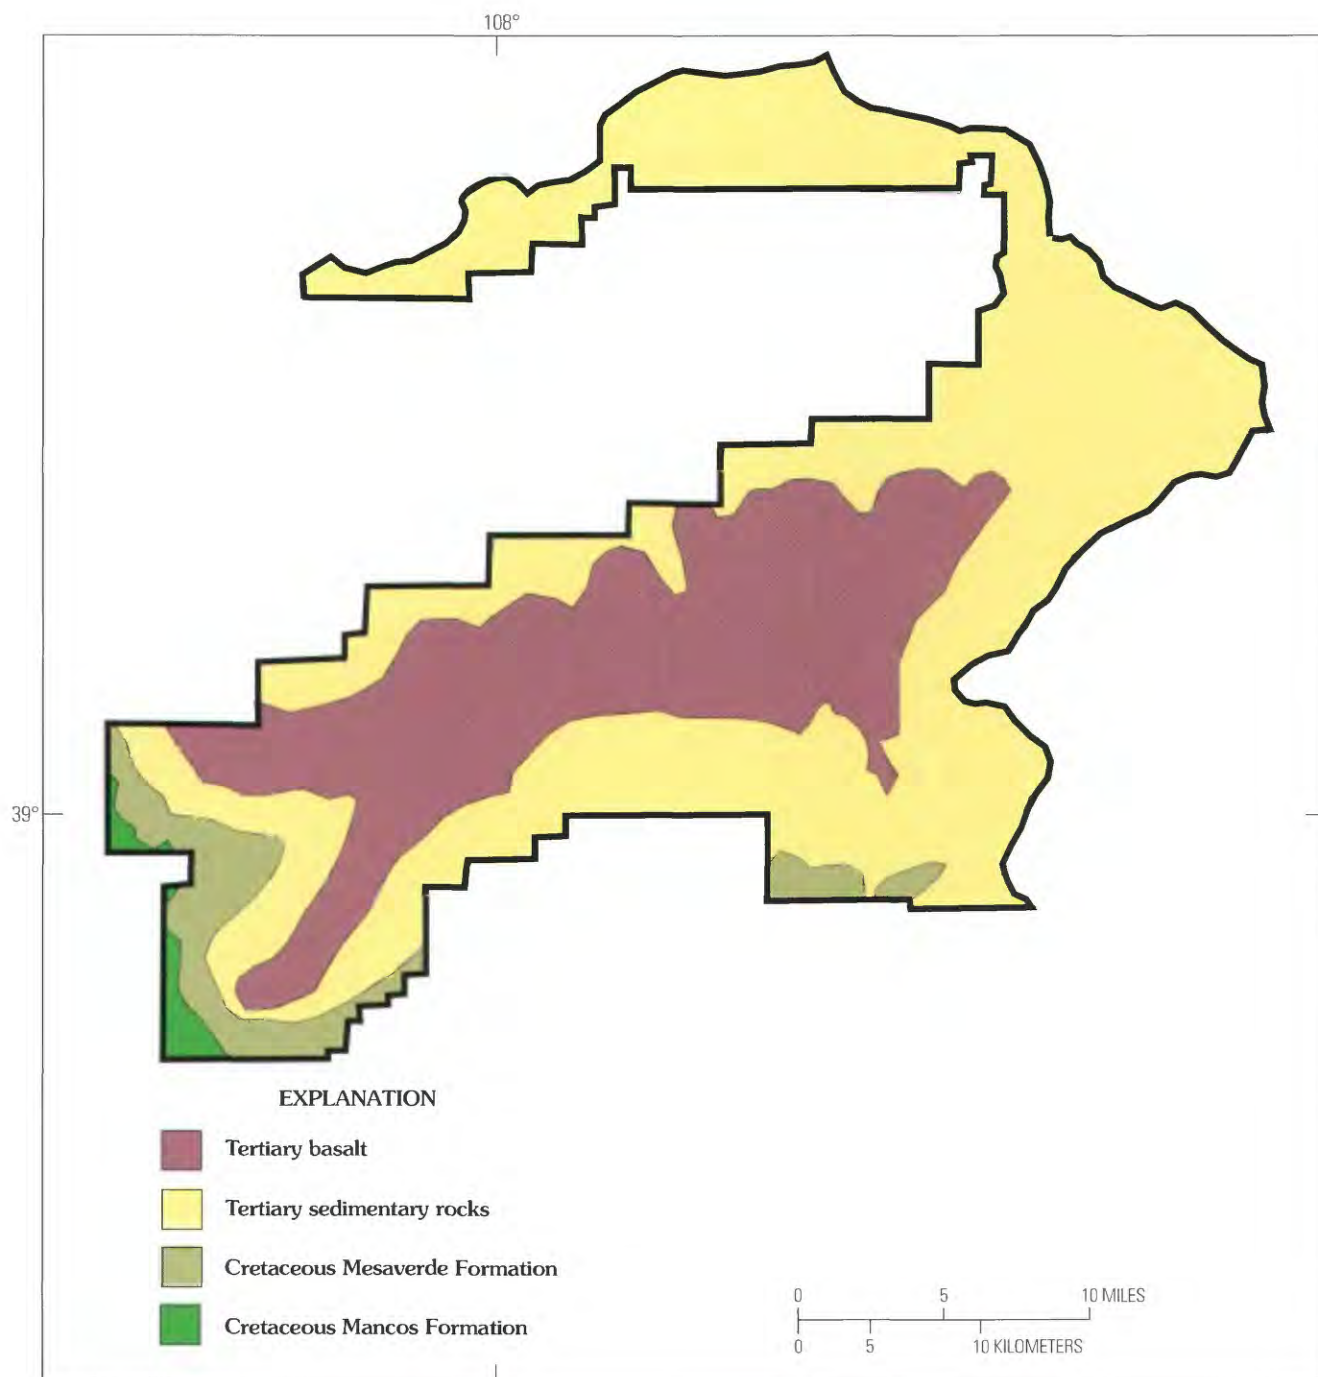 108°
39°
EXPLANATION
Tertiary basalt
Tertiary sedimentary rocks
Cretaceous Mesaverde Formation
Cretaceous Mancos Formation
0 5 10 MILES
0 5 10 KILOMETERS